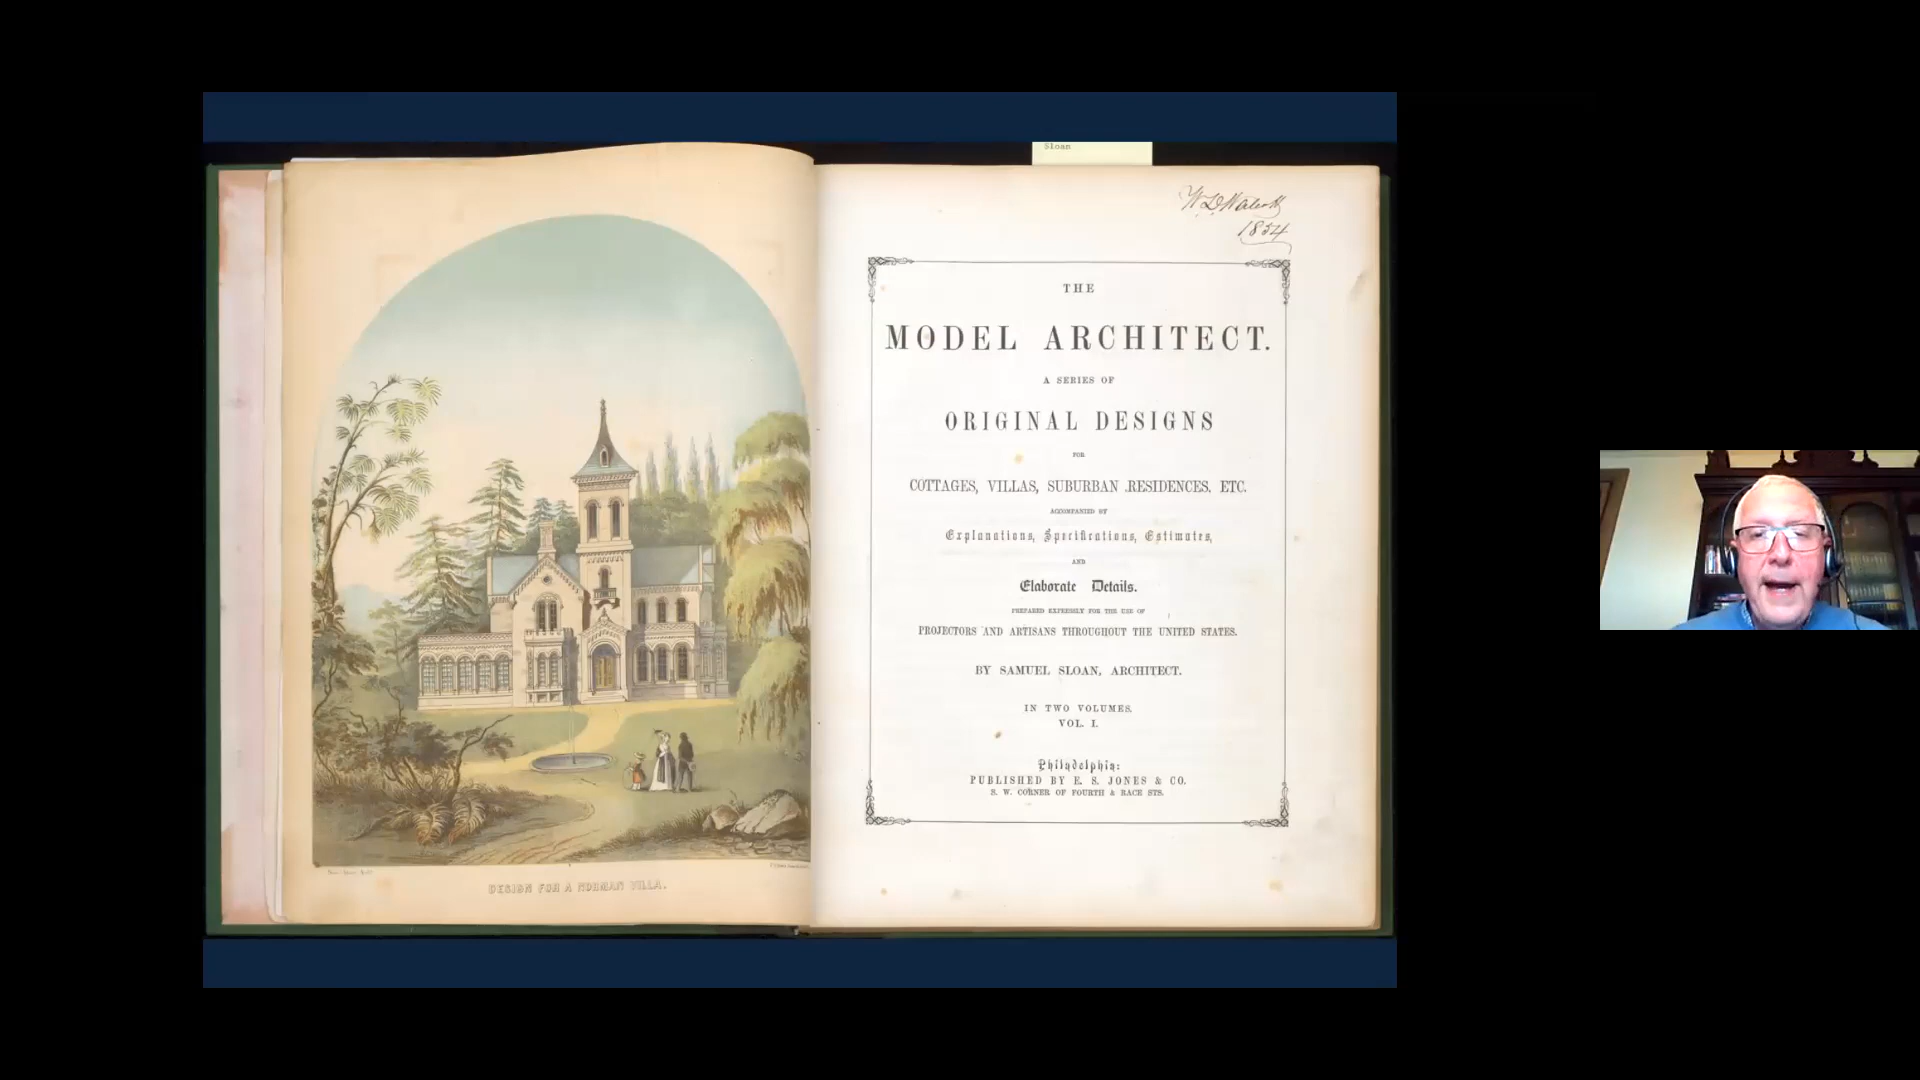 Sloan
1854
THE
MODEL ARCHITECT.
A SERIES OF
ORIGINAL DESIGNS
FOR
COTTAGES, VILLAS, SUBURBAN RESIDENCES, ETC.
ACCOMPANIED BY
Explanations, Specifications, Estimates,
AND
Elaborate Details.
PREPARED EXPRESSLY FOR THE USE OF
PROJECTORS AND ARTISANS THROUGHOUT THE UNITED STATES.
BY SAMUEL SLOAN, ARCHITECT.
IN TWO VOLUMES.
VOL. I.
Philadelphia:
PUBLISHED BY E. S. JONES & CO.
S. W. CORNER OF FOURTH & RACE STS.
DESIGN FOR A NORMAN VILLA.